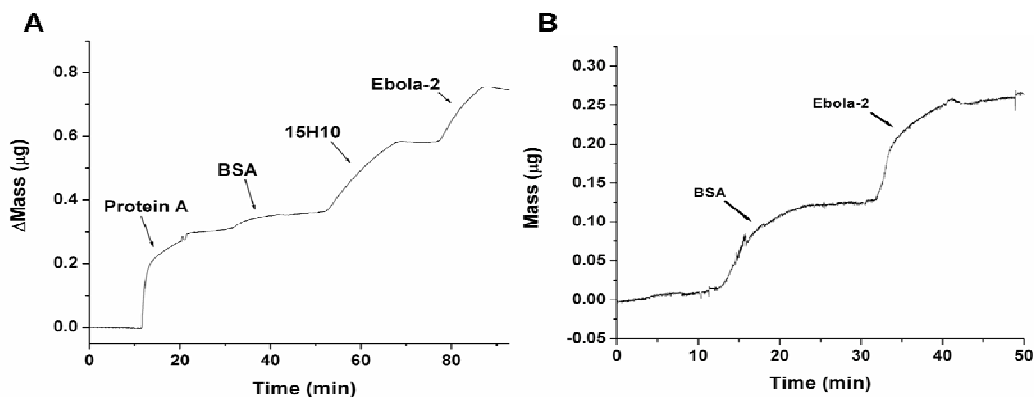 A
ΔMass (µg)
0.8
0.6
0.4
0.2
0.0
Protein A
BSA
15H10
Ebola-2
0
20
40
60
80
Time (min)
B
Mass (µg)
0.30
0.25
0.20
0.15
0.10
0.05
0.00
-0.05
BSA
Ebola-2
0
10
20
30
40
50
Time (min)